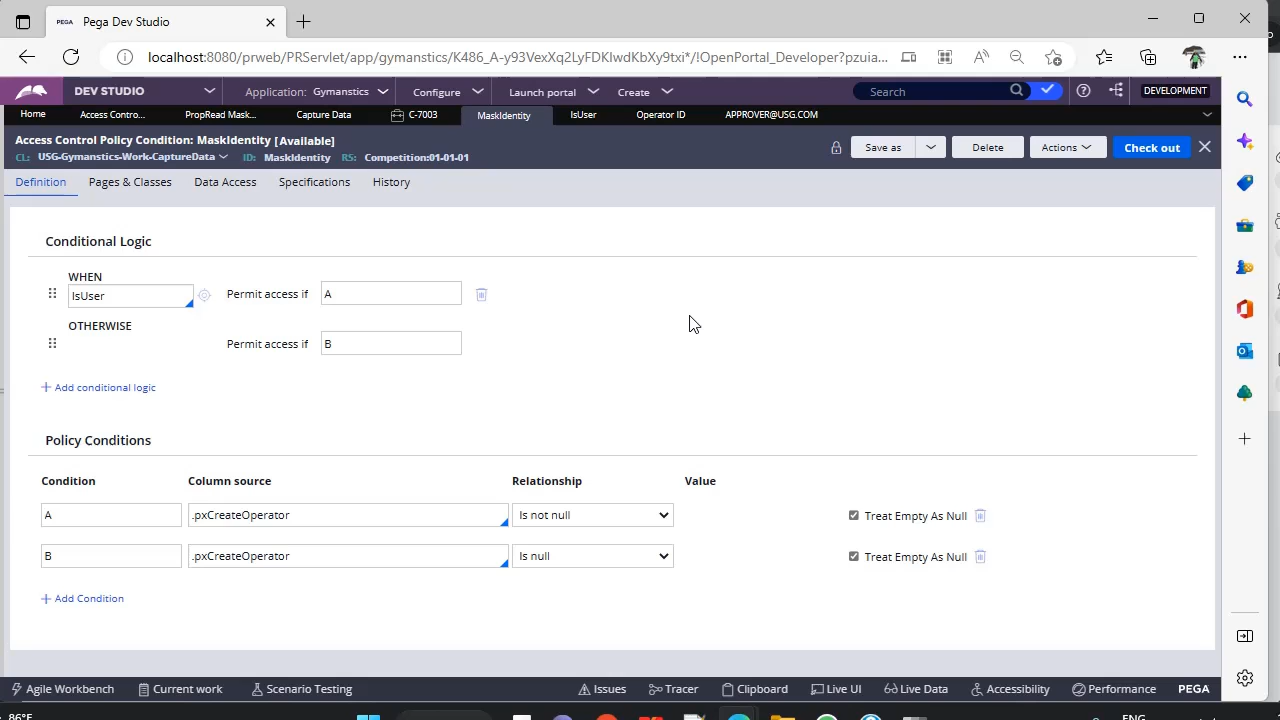 PEGA Pega Dev Studio
localhost:8080/prweb/PRServlet/app/gymanstics/K486_A-y93VexXq2LyFDKlwdKbXy9txi*/!OpenPortal_Developer?pzuia...
DEV STUDIO Application: Gymanstics Configure Launch portal Create Search DEVELOPMENT
Home Access Contro... PropRead Mask... Capture Data C-7003 MaskIdentity IsUser Operator ID APPROVER@USG.COM
Access Control Policy Condition: MaskIdentity [Available]
CL: USG-Gymanstics-Work-CaptureData ID: MaskIdentity RS: Competition:01-01-01
Save as Delete Actions Check out
Definition Pages & Classes Data Access Specifications History
Conditional Logic
WHEN
IsUser Permit access if A
OTHERWISE
Permit access if B
Add conditional logic
Policy Conditions
Condition Column source Relationship Value
A .pxCreateOperator Is not null Treat Empty As Null
B .pxCreateOperator Is null Treat Empty As Null
Add Condition
Agile Workbench Current work Scenario Testing Issues Tracer Clipboard Live UI Live Data Accessibility Performance PEGA
86°F ENG